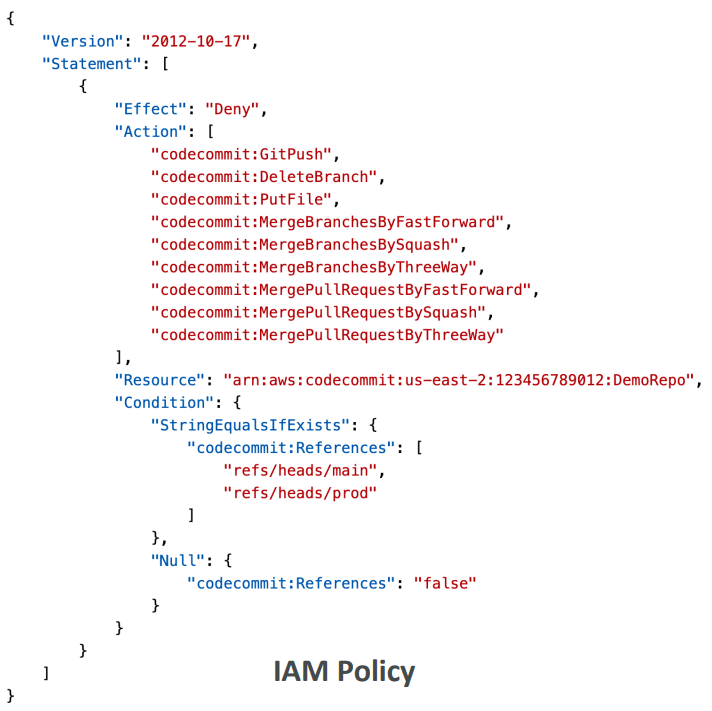 {
    "Version": "2012-10-17",
    "Statement": [
        {
            "Effect": "Deny",
            "Action": [
                "codecommit:GitPush",
                "codecommit:DeleteBranch",
                "codecommit:PutFile",
                "codecommit:MergeBranchesByFastForward",
                "codecommit:MergeBranchesBySquash",
                "codecommit:MergeBranchesByThreeWay",
                "codecommit:MergePullRequestByFastForward",
                "codecommit:MergePullRequestBySquash",
                "codecommit:MergePullRequestByThreeWay"
            ],
            "Resource": "arn:aws:codecommit:us-east-2:123456789012:DemoRepo",
            "Condition": {
                "StringEqualsIfExists": {
                    "codecommit:References": [
                        "refs/heads/main",
                        "refs/heads/prod"
                    ]
                },
                "Null": {
                    "codecommit:References": "false"
                }
            }
        }
    ]
}
IAM Policy